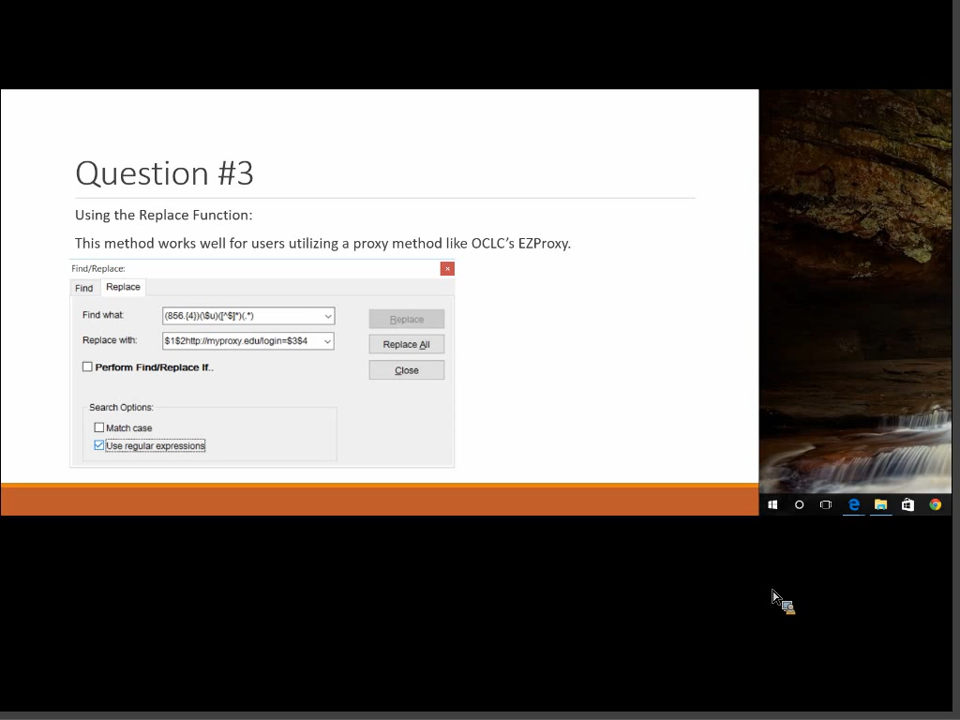 Question #3
Using the Replace Function:
This method works well for users utilizing a proxy method like OCLC's EZProxy.
Find/Replace:
Find Replace
Find what: (856.{4})(\$u)([^$]*)(.*) Replace
Replace with: $1$2http://myproxy.edu/login=$3$4 Replace All
Perform Find/Replace If.. Close
Search Options:
Match case
Use regular expressions